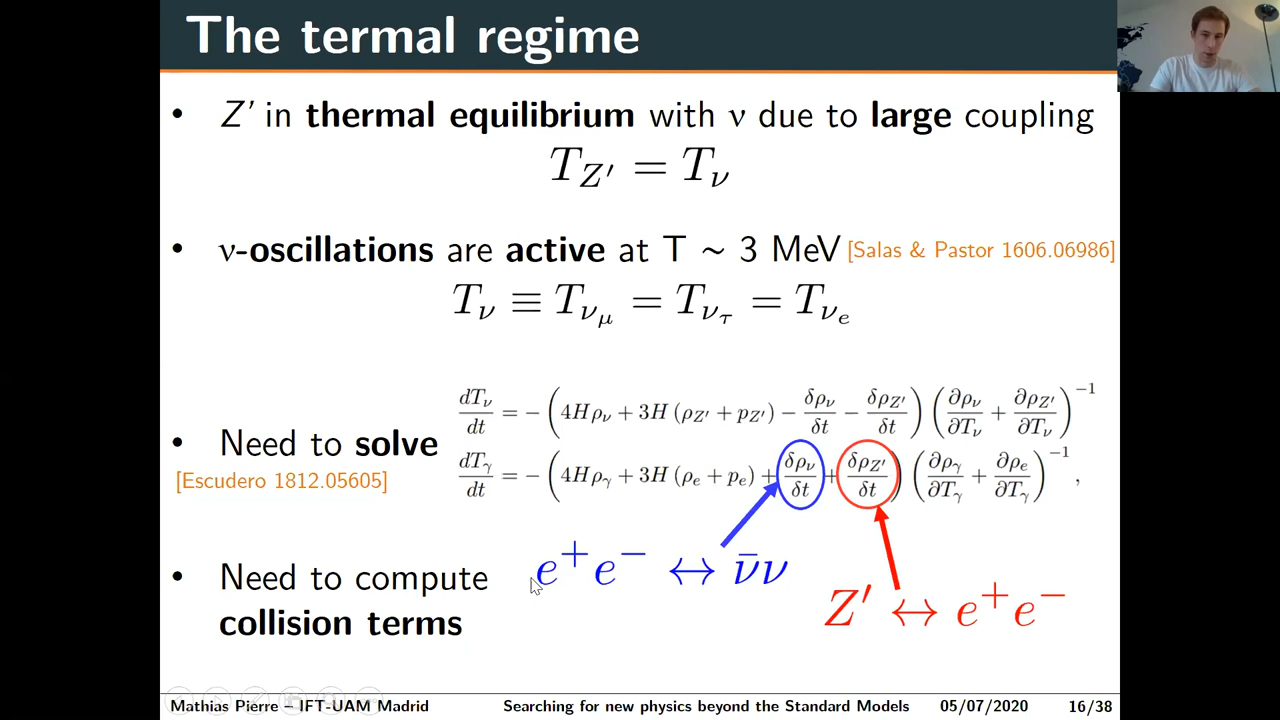 The termal regime
• Z′ in thermal equilibrium with ν due to large coupling
T_{Z′} = T_ν
• ν-oscillations are active at T ∼ 3 MeV [Salas & Pastor 1606.06986]
T_ν ≡ T_{ν_μ} = T_{ν_τ} = T_{ν_e}
dT_ν/dt = −(4Hρ_ν + 3H(ρ_{Z′} + p_{Z′}) − δρ_ν/δt − δρ_{Z′}/δt)(∂ρ_ν/∂T_ν + ∂ρ_{Z′}/∂T_ν)^{−1}
• Need to solve
dT_γ/dt = −(4Hρ_γ + 3H(ρ_e + p_e) + δρ_ν/δt + δρ_{Z′}/δt)(∂ρ_γ/∂T_γ + ∂ρ_e/∂T_γ)^{−1},
[Escudero 1812.05605]
• Need to compute
collision terms
e⁺e⁻ ↔ ν̄ν
Z′ ↔ e⁺e⁻
Mathias Pierre – IFT-UAM Madrid
Searching for new physics beyond the Standard Models
05/07/2020
16/38